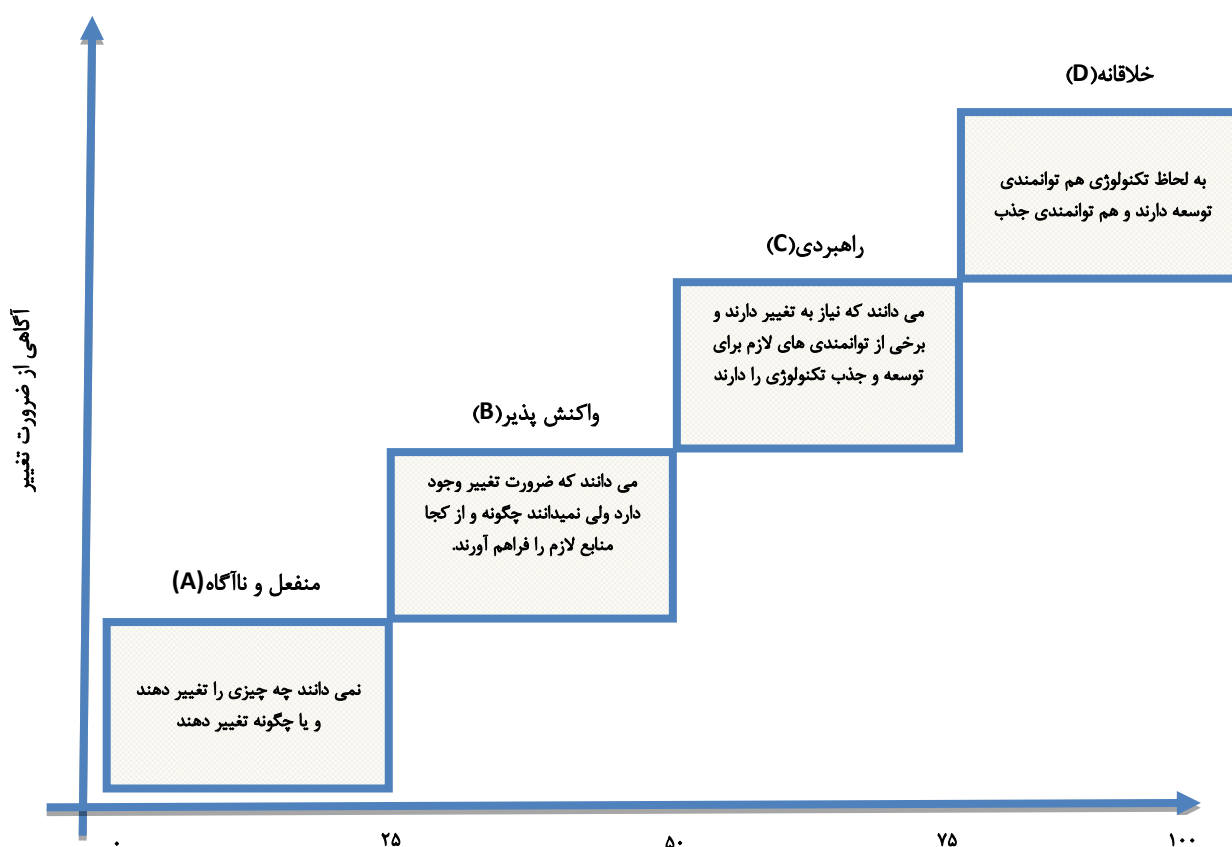 خلاقانه(D)
به لحاظ تکنولوژی هم توانمندی
توسعه دارند و هم توانمندی جذب
راهبردی(C)
می دانند که نیاز به تغییر دارند و
برخی از توانمندی های لازم برای
توسعه و جذب تکنولوژی را دارند
واکنش پذیر(B)
می دانند که ضرورت تغییر وجود
دارد ولی نمیدانند چگونه و از کجا
منابع لازم را فراهم آورند.
منفعل و ناآگاه(A)
نمی دانند چه چیزی را تغییر دهند
و یا چگونه تغییر دهند
آگاهی از ضرورت تغییر
۰
۲۵
۵۰
۷۵
۱۰۰